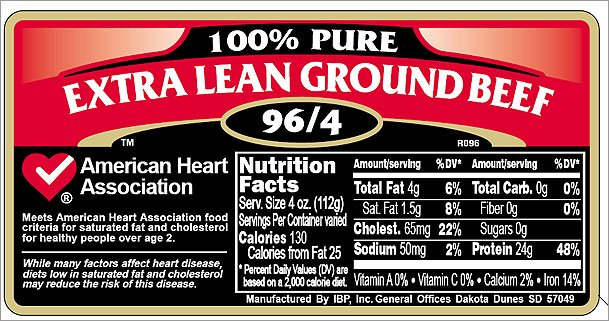 100% PURE
EXTRA LEAN GROUND BEEF
96/4
TM
R096
American Heart
Association
®
Meets American Heart Association food
criteria for saturated fat and cholesterol
for healthy people over age 2.
While many factors affect heart disease,
diets low in saturated fat and cholesterol
may reduce the risk of this disease.
Nutrition
Facts
Serv. Size 4 oz. (112g)
Servings Per Container varied
Calories 130
Calories from Fat 25
* Percent Daily Values (DV) are
based on a 2,000 calorie diet.
Amount/serving %DV* Amount/serving %DV*
Total Fat 4g 6% Total Carb. 0g 0%
Sat. Fat 1.5g 8% Fiber 0g 0%
Cholest. 65mg 22% Sugars 0g
Sodium 50mg 2% Protein 24g 48%
Vitamin A 0% • Vitamin C 0% • Calcium 2% • Iron 14%
Manufactured By IBP, Inc. General Offices Dakota Dunes SD 57049